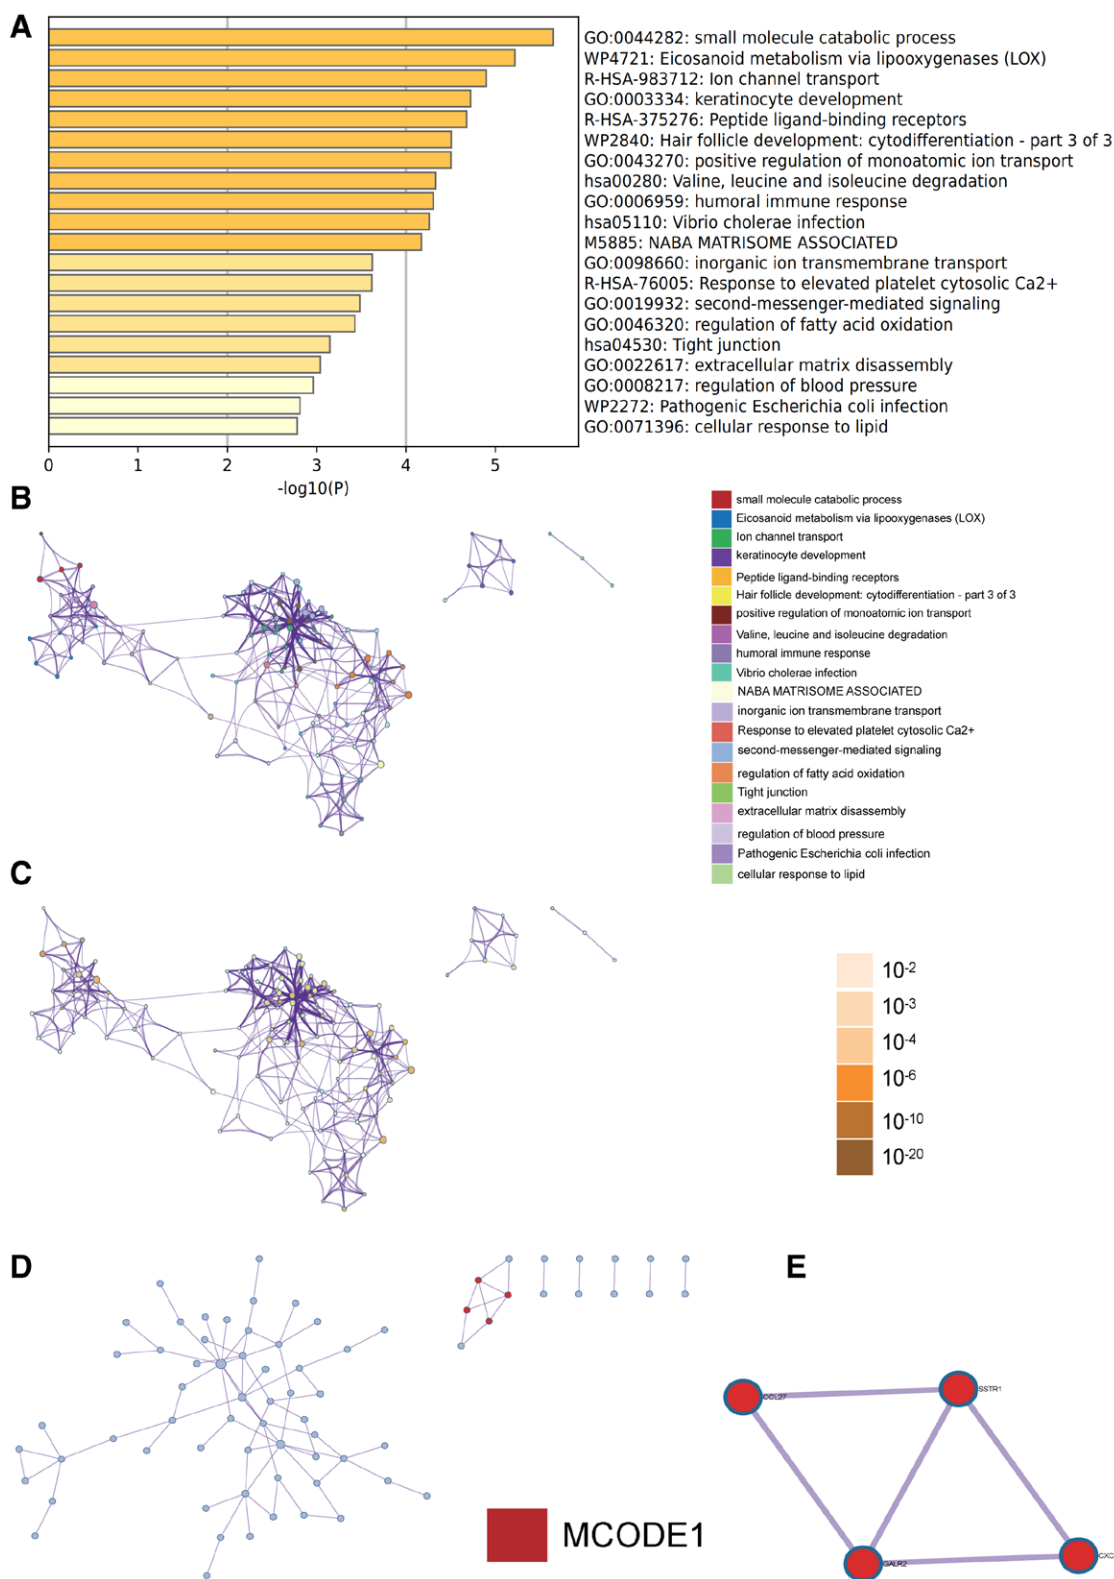 A
GO:0044282: small molecule catabolic process
WP4721: Eicosanoid metabolism via lipooxygenases (LOX)
R-HSA-983712: Ion channel transport
GO:0003334: keratinocyte development
R-HSA-375276: Peptide ligand-binding receptors
WP2840: Hair follicle development: cytodifferentiation - part 3 of 3
GO:0043270: positive regulation of monoatomic ion transport
hsa00280: Valine, leucine and isoleucine degradation
GO:0006959: humoral immune response
hsa05110: Vibrio cholerae infection
M5885: NABA MATRISOME ASSOCIATED
GO:0098660: inorganic ion transmembrane transport
R-HSA-76005: Response to elevated platelet cytosolic Ca2+
GO:0019932: second-messenger-mediated signaling
GO:0046320: regulation of fatty acid oxidation
hsa04530: Tight junction
GO:0022617: extracellular matrix disassembly
GO:0008217: regulation of blood pressure
WP2272: Pathogenic Escherichia coli infection
GO:0071396: cellular response to lipid
0 1 2 3 4 5
-log10(P)
B
small molecule catabolic process
Eicosanoid metabolism via lipooxygenases (LOX)
Ion channel transport
keratinocyte development
Peptide ligand-binding receptors
Hair follicle development: cytodifferentiation - part 3 of 3
positive regulation of monoatomic ion transport
Valine, leucine and isoleucine degradation
humoral immune response
Vibrio cholerae infection
NABA MATRISOME ASSOCIATED
inorganic ion transmembrane transport
Response to elevated platelet cytosolic Ca2+
second-messenger-mediated signaling
regulation of fatty acid oxidation
Tight junction
extracellular matrix disassembly
regulation of blood pressure
Pathogenic Escherichia coli infection
cellular response to lipid
C
10-2
10-3
10-4
10-6
10-10
10-20
D
MCODE1
E
CCL27
SSTR1
GALR2
CXC